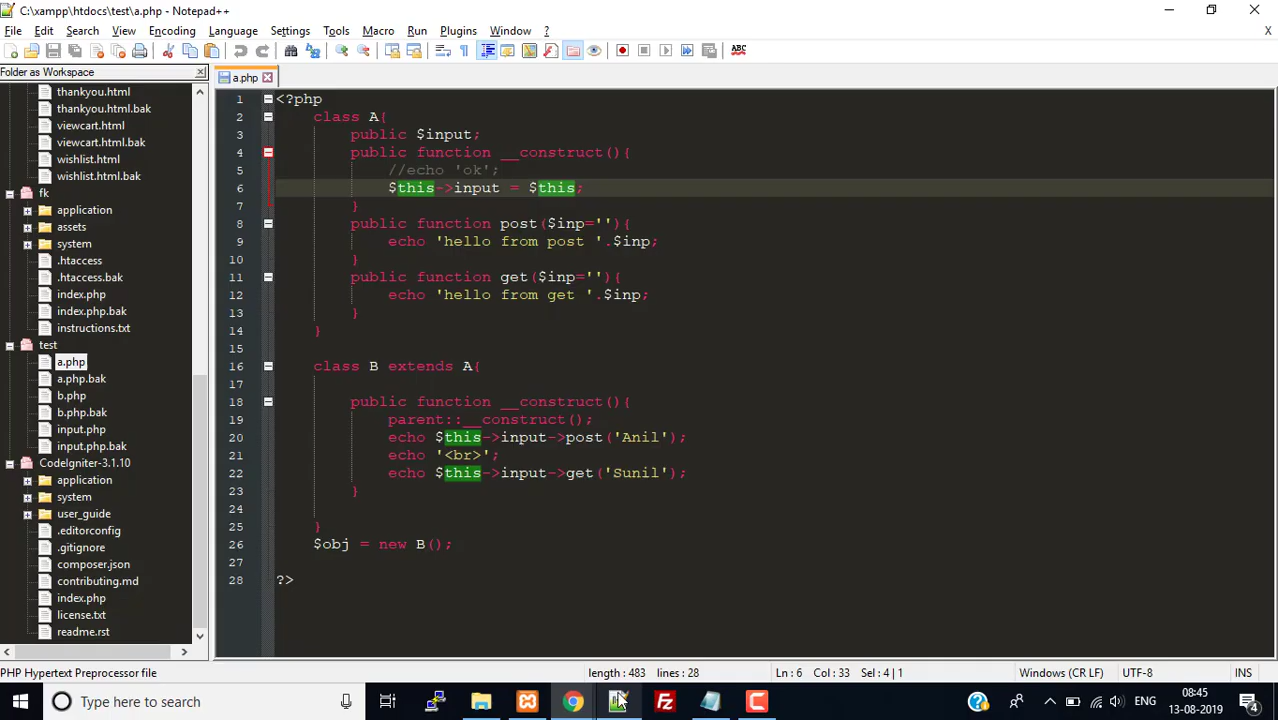 C:\xampp\htdocs\test\a.php - Notepad++
File Edit Search View Encoding Language Settings Tools Macro Run Plugins Window ? X
ABC
Folder as Workspace
thankyou.html
thankyou.html.bak
viewcart.html
viewcart.html.bak
wishlist.html
wishlist.html.bak
fk
application
assets
system
.htaccess
.htaccess.bak
index.php
index.php.bak
instructions.txt
test
a.php
a.php.bak
b.php
b.php.bak
input.php
input.php.bak
CodeIgniter-3.1.10
application
system
user_guide
.editorconfig
.gitignore
composer.json
contributing.md
index.php
license.txt
readme.rst
a.php
1 <?php
2 class A{
3 public $input;
4 public function __construct(){
5 //echo 'ok';
6 $this->input = $this;
7 }
8 public function post($inp=''){
9 echo 'hello from post '.$inp;
10 }
11 public function get($inp=''){
12 echo 'hello from get '.$inp;
13 }
14 }
15
16 class B extends A{
17
18 public function __construct(){
19 parent::__construct();
20 echo $this->input->post('Anil');
21 echo '<br>';
22 echo $this->input->get('Sunil');
23 }
24
25 }
26 $obj = new B();
27
28 ?>
PHP Hypertext Preprocessor file length : 483 lines : 28 Ln : 6 Col : 33 Sel : 4 | 1 Windows (CR LF) UTF-8 INS
Type here to search
ENG
08:45
13-08-2019
4